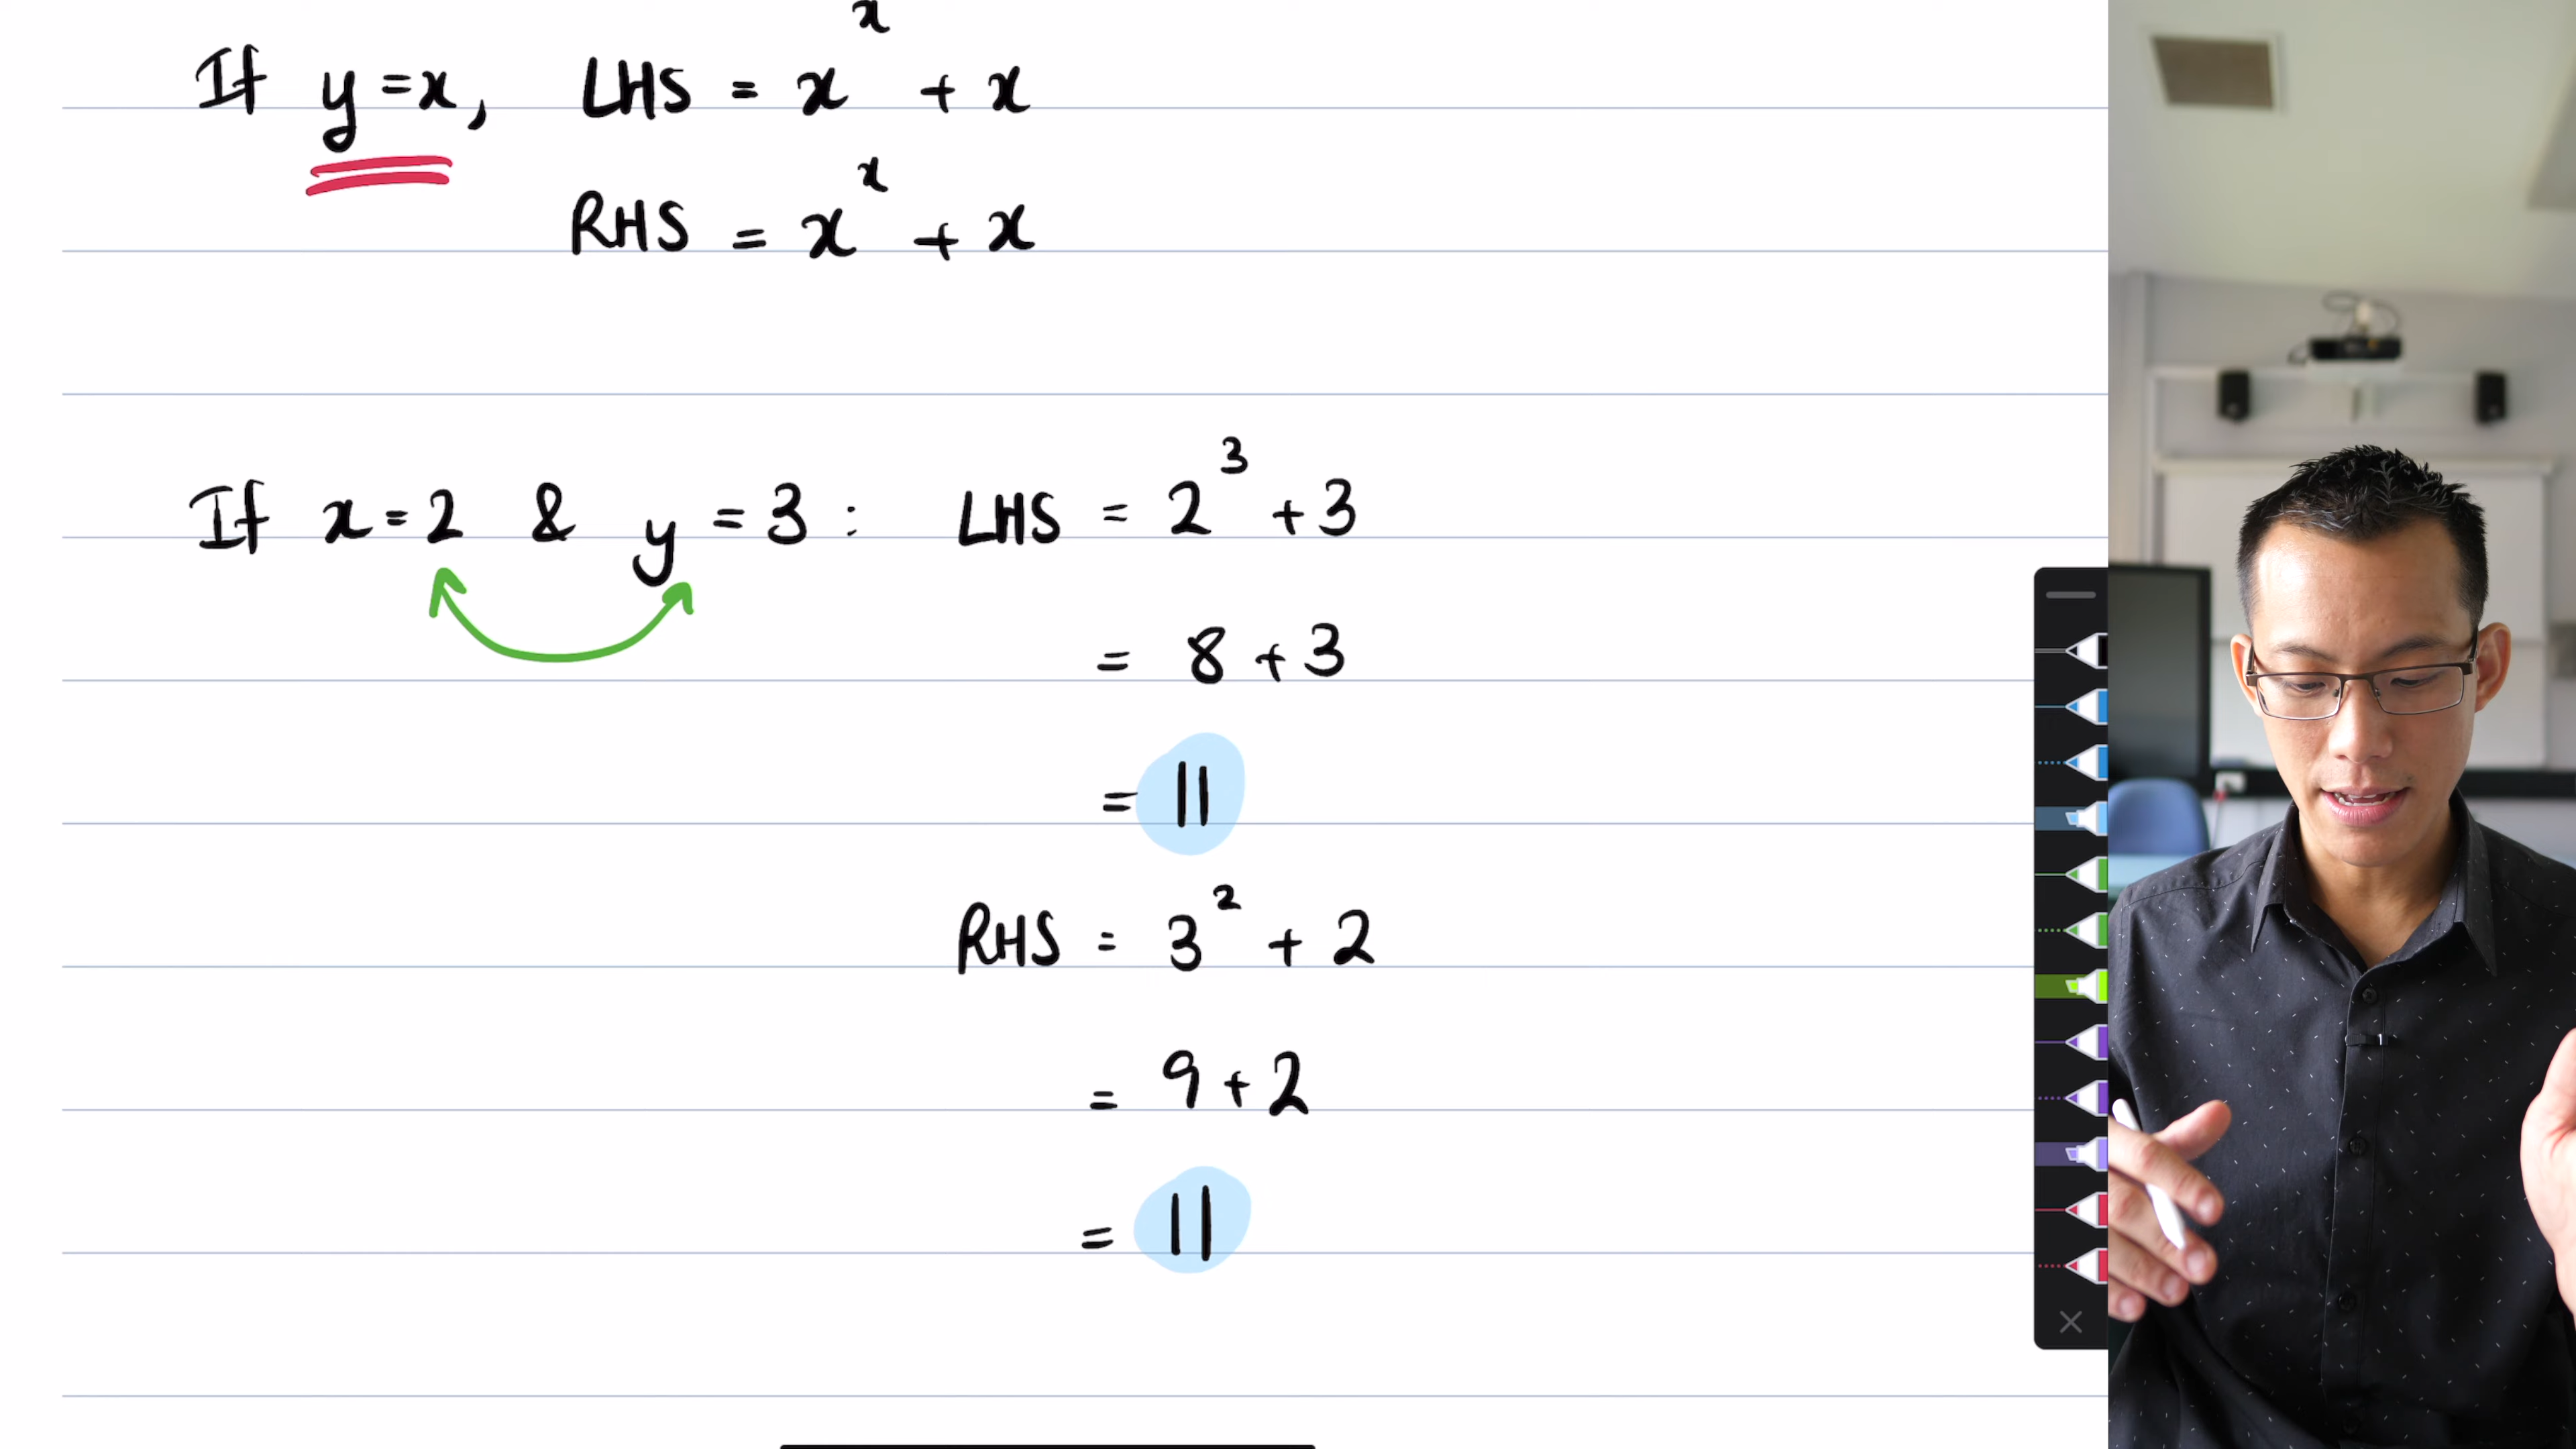 If y = x, LHS = x^x + x
RHS = x^x + x
If x = 2 & y = 3 : LHS = 2^3 + 3
= 8 + 3
= 11
RHS = 3^2 + 2
= 9 + 2
= 11